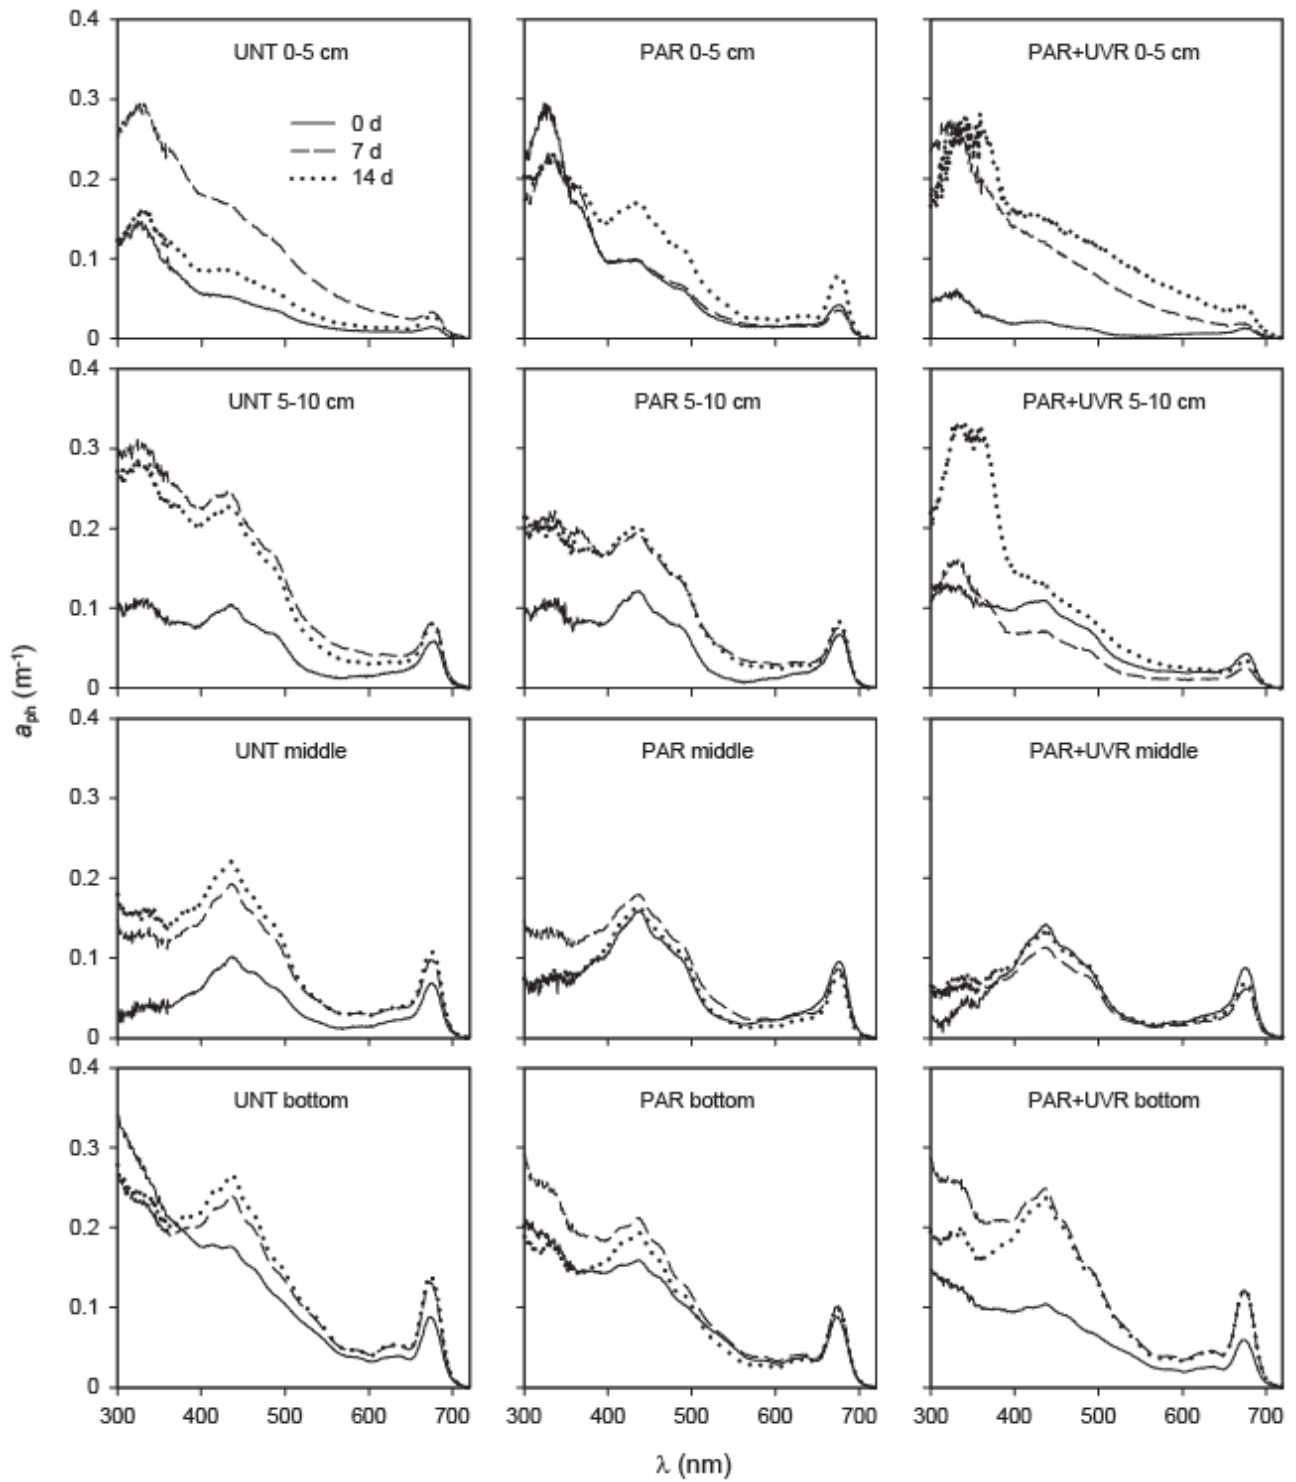 0.4
UNT 0-5 cm
PAR 0-5 cm
PAR+UVR 0-5 cm
0.3
0 d
7 d
14 d
0.2
0.1
0
0.4
UNT 5-10 cm
PAR 5-10 cm
PAR+UVR 5-10 cm
0.3
0.2
0.1
0
aph (m⁻¹)
0.4
UNT middle
PAR middle
PAR+UVR middle
0.3
0.2
0.1
0
0.4
UNT bottom
PAR bottom
PAR+UVR bottom
0.3
0.2
0.1
0
300 400 500 600 700 300 400 500 600 700 300 400 500 600 700
λ (nm)